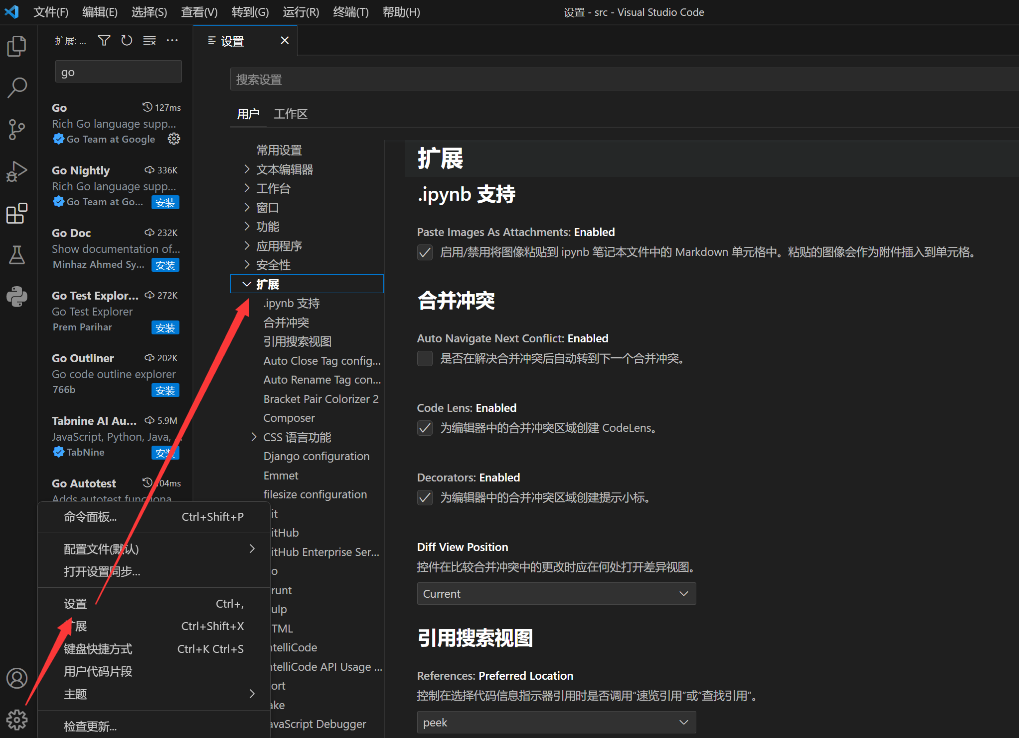 文件(F) 编辑(E) 选择(S) 查看(V) 转到(G) 运行(R) 终端(T) 帮助(H) 设置 - src - Visual Studio Code
扩展: ...
设置
go
Go 127ms
Rich Go language supp...
Go Team at Google
Go Nightly 336K
Rich Go language supp...
Go Team at Go... 安装
Go Doc 232K
Show documentation of...
Minhaz Ahmed Sy... 安装
Go Test Explor... 272K
Go Test Explorer
Prem Parihar 安装
Go Outliner 202K
Go code outline explorer
766b 安装
Tabnine AI Au... 5.9M
JavaScript, Python, Java,
TabNine 安装
Go Autotest 104ms
Adds autotest functiona
命令面板... Ctrl+Shift+P
配置文件(默认)
打开设置同步...
设置 Ctrl+,
扩展 Ctrl+Shift+X
键盘快捷方式 Ctrl+K Ctrl+S
用户代码片段
主题
检查更新...
搜索设置
用户 工作区
常用设置
文本编辑器
工作台
窗口
功能
应用程序
安全性
扩展
.ipynb 支持
合并冲突
引用搜索视图
Auto Close Tag config...
Auto Rename Tag con...
Bracket Pair Colorizer 2
Composer
CSS 语言功能
Django configuration
Emmet
filesize configuration
it
itHub
itHub Enterprise Ser...
o
runt
ulp
TML
ntelliCode
ntelliCode API Usage ...
port
ake
avaScript Debugger
扩展
.ipynb 支持
Paste Images As Attachments: Enabled
启用/禁用将图像粘贴到 ipynb 笔记本文件中的 Markdown 单元格中。粘贴的图像会作为附件插入到单元格。
合并冲突
Auto Navigate Next Conflict: Enabled
是否在解决合并冲突后自动转到下一个合并冲突。
Code Lens: Enabled
为编辑器中的合并冲突区域创建 CodeLens。
Decorators: Enabled
为编辑器中的合并冲突区域创建提示小标。
Diff View Position
控件在比较合并冲突中的更改时应在何处打开差异视图。
Current
引用搜索视图
References: Preferred Location
控制在选择代码信息指示器引用时是否调用"速览引用"或"查找引用"。
peek